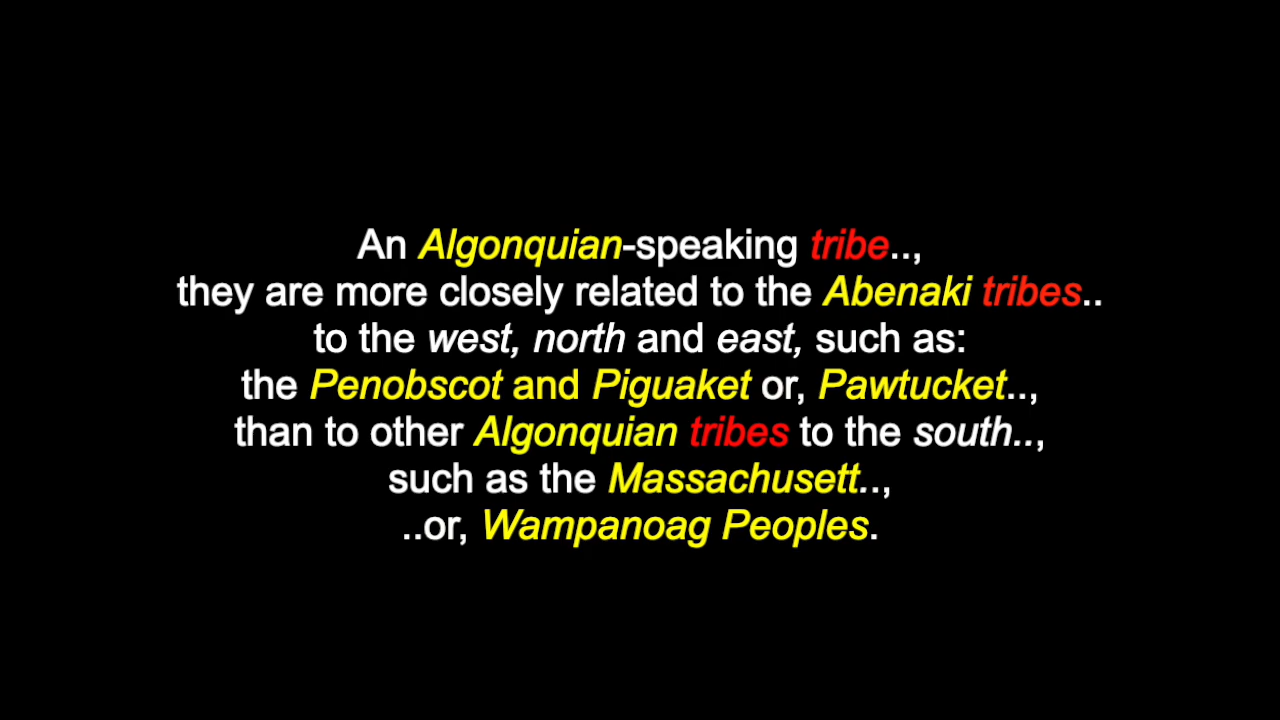 An Algonquian-speaking tribe..,
they are more closely related to the Abenaki tribes..
to the west, north and east, such as:
the Penobscot and Piguaket or, Pawtucket..,
than to other Algonquian tribes to the south..,
such as the Massachusett..,
..or, Wampanoag Peoples.